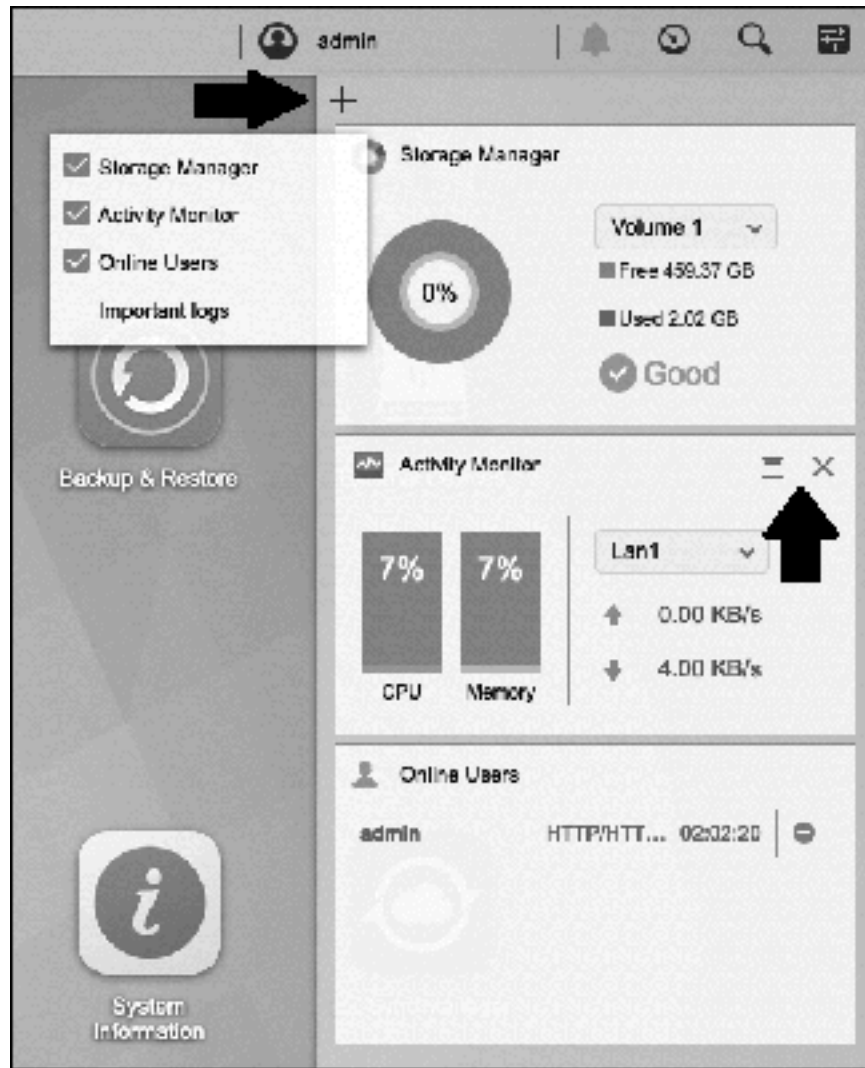 admin
Storage Manager
Activity Monitor
Online Users
Important logs
Storage Manager
0%
Volume 1
Free 459.37 GB
Used 2.02 GB
Good
Backup & Restore
Activity Monitor
7% 7%
CPU Memory
Lan1
0.00 KB/s
4.00 KB/s
Online Users
admin HTTP/HTT... 02:02:20
System
Information